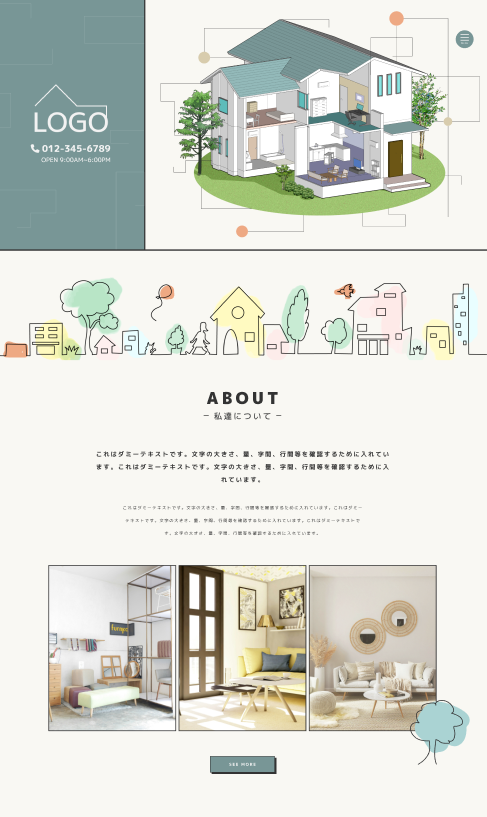 LOGO
012-345-6789
OPEN 9:00AM~6:00PM
ABOUT
– 私達について –
これはダミーテキストです。文字の大きさ、量、字間、行間等を確認するために入れてい
ます。これはダミーテキストです。文字の大きさ、量、字間、行間等を確認するために入
れています。
これはダミーテキストです。文字の大きさ、量、字間、行間等を確認するために入れています。これはダミー
テキストです。文字の大きさ、量、字間、行間等を確認するために入れています。これはダミーテキストで
す。文字の大きさ、量、字間、行間等を確認するために入れています。
SEE MORE